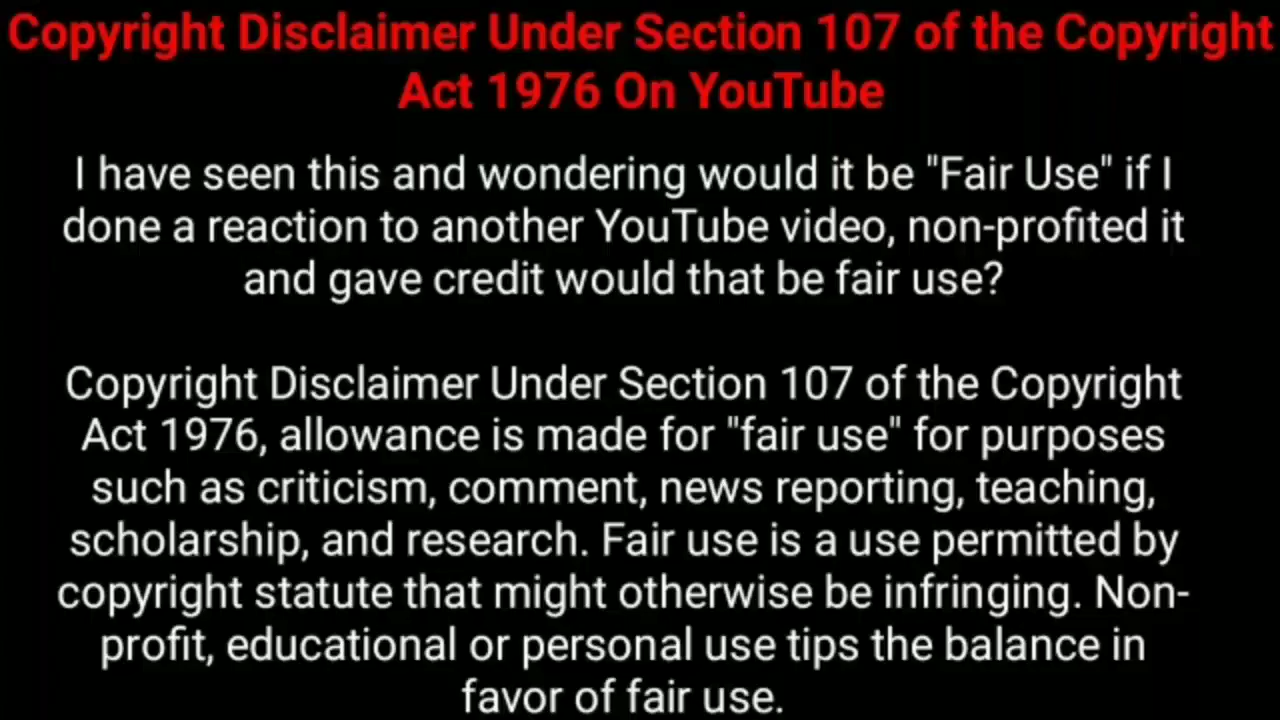 Copyright Disclaimer Under Section 107 of the Copyright
Act 1976 On YouTube
I have seen this and wondering would it be "Fair Use" if I
done a reaction to another YouTube video, non-profited it
and gave credit would that be fair use?
Copyright Disclaimer Under Section 107 of the Copyright
Act 1976, allowance is made for "fair use" for purposes
such as criticism, comment, news reporting, teaching,
scholarship, and research. Fair use is a use permitted by
copyright statute that might otherwise be infringing. Non-
profit, educational or personal use tips the balance in
favor of fair use.